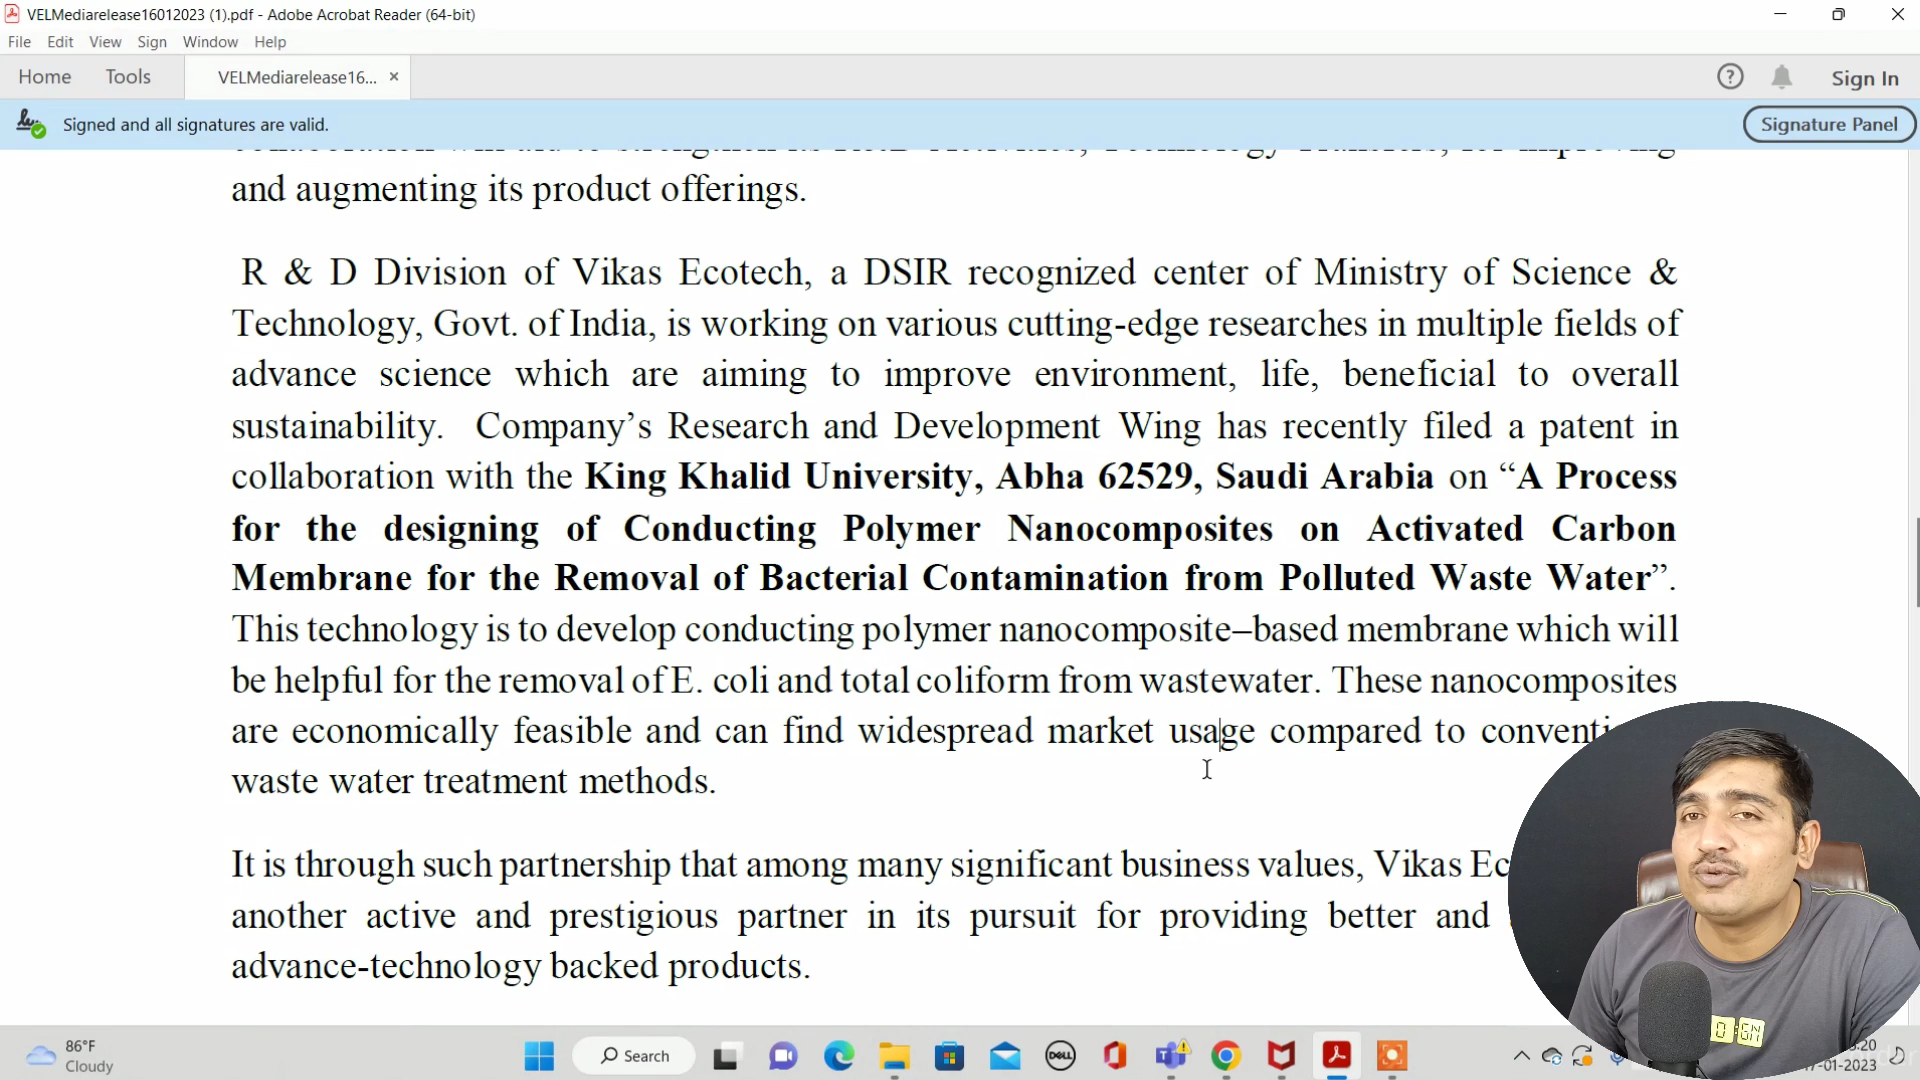 VELMediarelease16012023 (1).pdf - Adobe Acrobat Reader (64-bit)
File Edit View Sign Window Help
Home Tools VELMediarelease16... × Sign In
Signed and all signatures are valid. Signature Panel
and augmenting its product offerings.
R & D Division of Vikas Ecotech, a DSIR recognized center of Ministry of Science &
Technology, Govt. of India, is working on various cutting-edge researches in multiple fields of
advance science which are aiming to improve environment, life, beneficial to overall
sustainability. Company’s Research and Development Wing has recently filed a patent in
collaboration with the King Khalid University, Abha 62529, Saudi Arabia on “A Process
for the designing of Conducting Polymer Nanocomposites on Activated Carbon
Membrane for the Removal of Bacterial Contamination from Polluted Waste Water”.
This technology is to develop conducting polymer nanocomposite–based membrane which will
be helpful for the removal of E. coli and total coliform from wastewater. These nanocomposites
are economically feasible and can find widespread market usage compared to
waste water treatment methods.
It is through such partnership that among many significant business values, Vikas
another active and prestigious partner in its pursuit for providing better and
advance-technology backed products.
86°F
Cloudy
Search
DELL